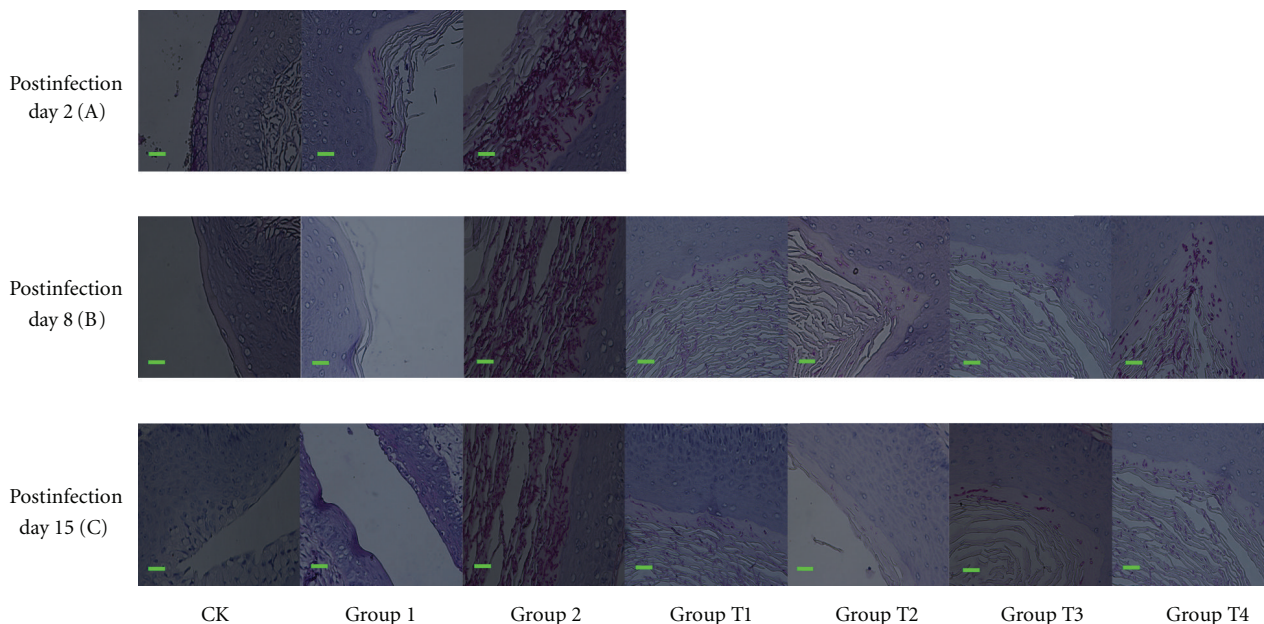 Postinfection
day 2 (A)
Postinfection
day 8 (B)
Postinfection
day 15 (C)
CK Group 1 Group 2 Group T1 Group T2 Group T3 Group T4